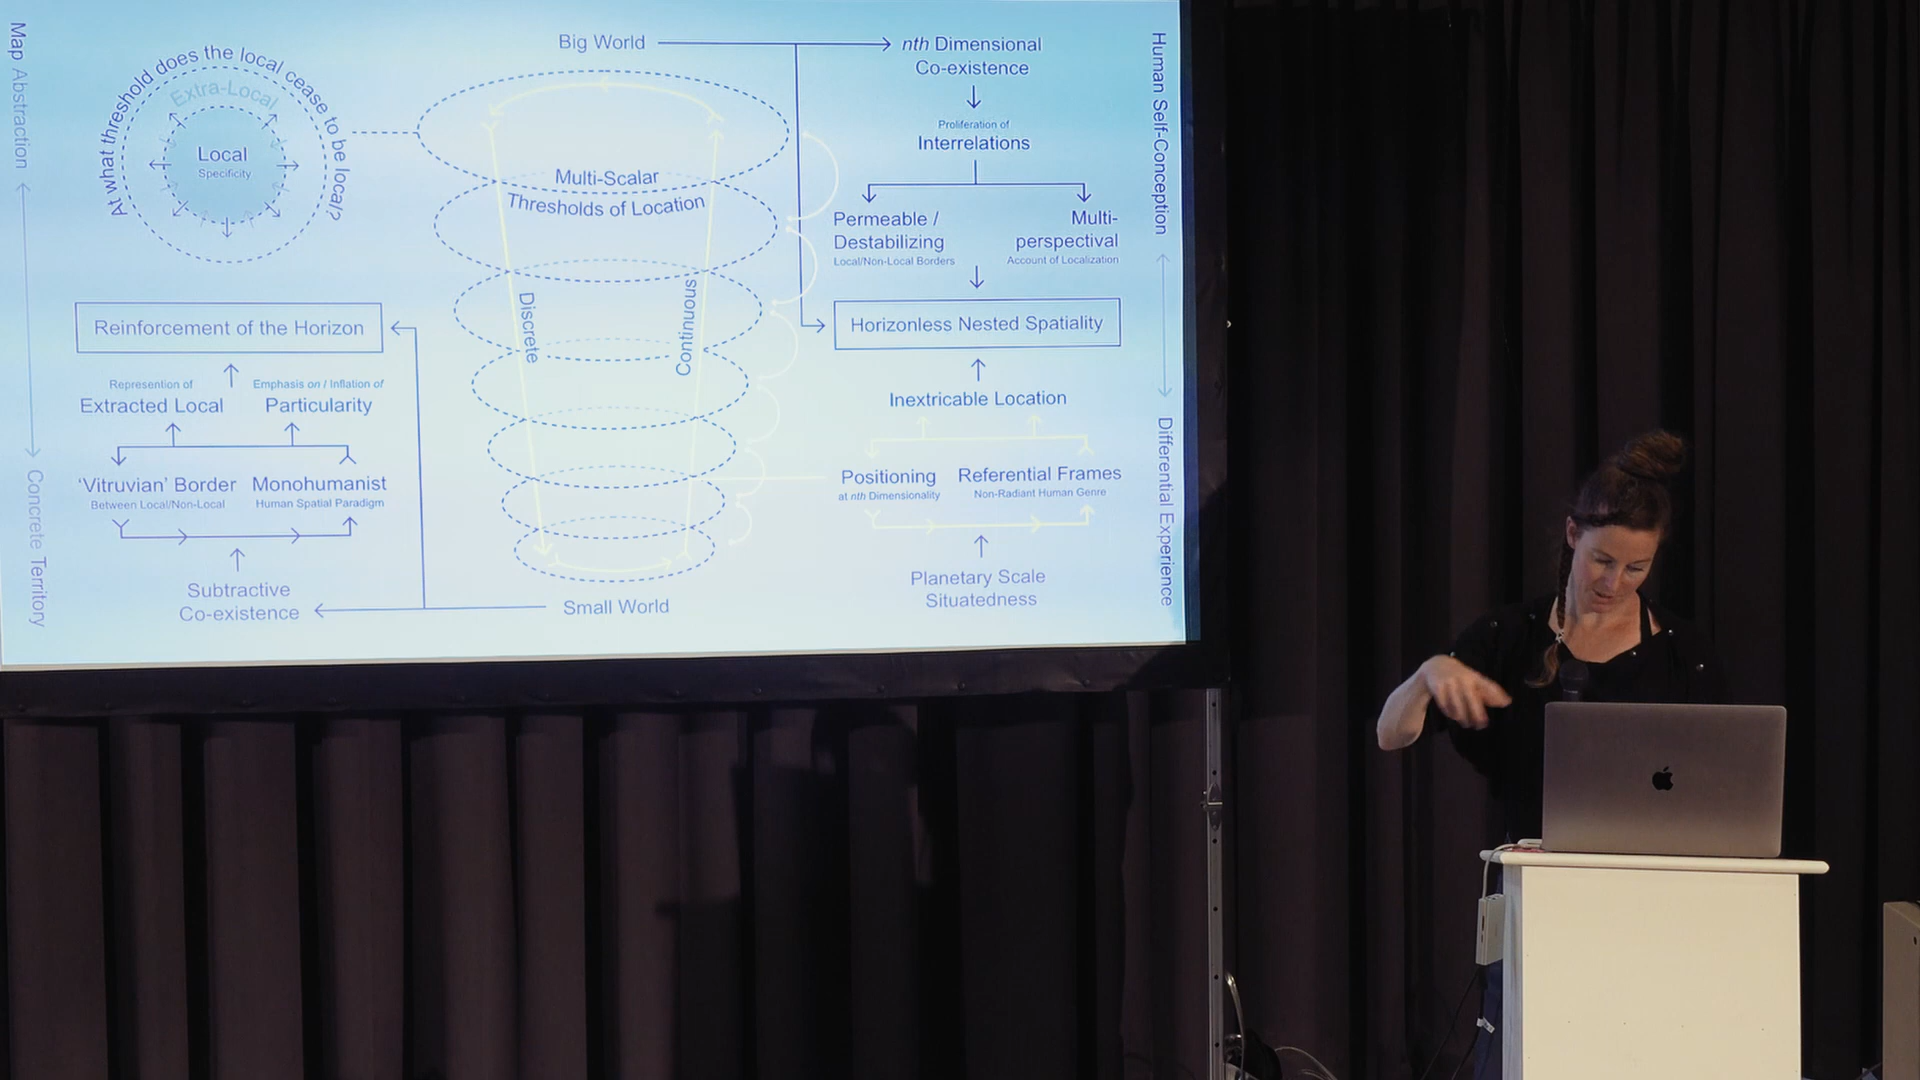 Map Abstraction
Concrete Territory
At what threshold does the local cease to be local?
Extra-Local
Local
Specificity
Big World
nth Dimensional
Co-existence
Proliferation of
Interrelations
Permeable /
Destabilizing
Local/Non-Local Borders
Multi-
perspectival
Account of Localization
Horizonless Nested Spatiality
Inextricable Location
Positioning
at nth Dimensionality
Referential Frames
Non-Radiant Human Genre
Planetary Scale
Situatedness
Multi-Scalar
Thresholds of Location
Discrete
Continuous
Small World
Reinforcement of the Horizon
Represention of
Extracted Local
Emphasis on / Inflation of
Particularity
'Vitruvian' Border
Between Local/Non-Local
Monohumanist
Human Spatial Paradigm
Subtractive
Co-existence
Human Self-Conception
Differential Experience